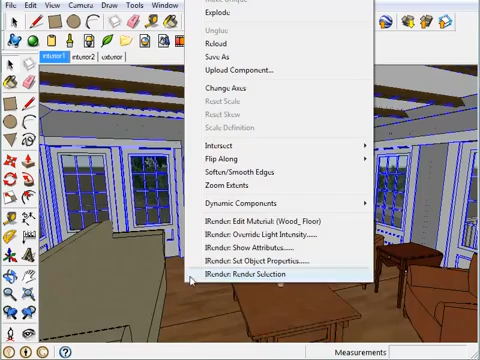 File Edit View Camera Draw Tools Window
interior1 interior2 exterior
Make Unique
Explode
Unglue
Reload
Save As
Upload Component...
Change Axes
Reset Scale
Reset Skew
Scale Definition
Intersect
Flip Along
Soften/Smooth Edges
Zoom Extents
Dynamic Components
IRender: Edit Material: (Wood_Floor)
IRender: Override Light Intensity.....
IRender: Show Attributes.....
IRender: Set Object Properties.....
IRender: Render Selection
Measurements